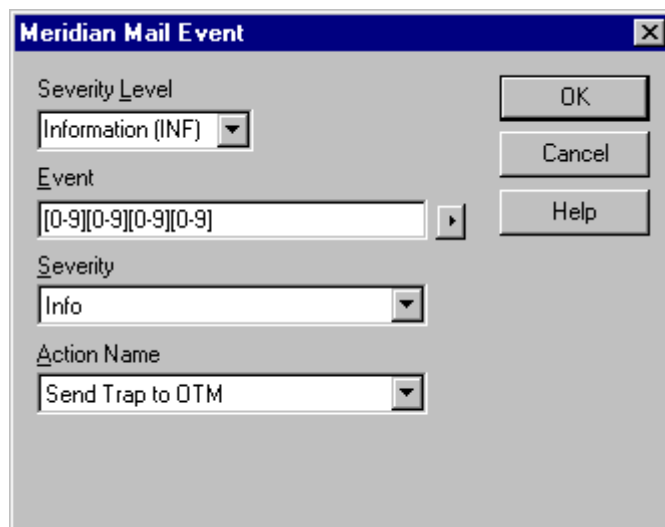 Meridian Mail Event
Severity Level
Information (INF)
Event
[0-9][0-9][0-9][0-9]
Severity
Info
Action Name
Send Trap to OTM
OK
Cancel
Help